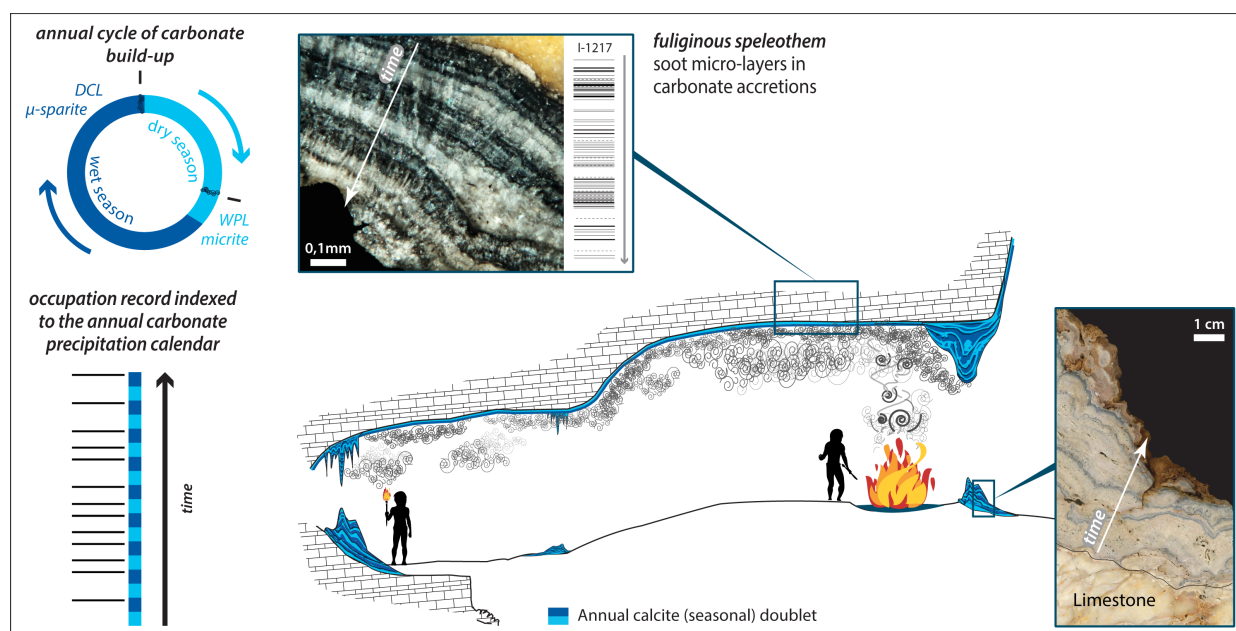 annual cycle of carbonate
build-up
DCL
μ-sparite
dry season
wet season
WPL
micrite
occupation record indexed
to the annual carbonate
precipitation calendar
time
time
0,1mm
I-1217
fuliginous speleothem
soot micro-layers in
carbonate accretions
1 cm
time
Limestone
Annual calcite (seasonal) doublet